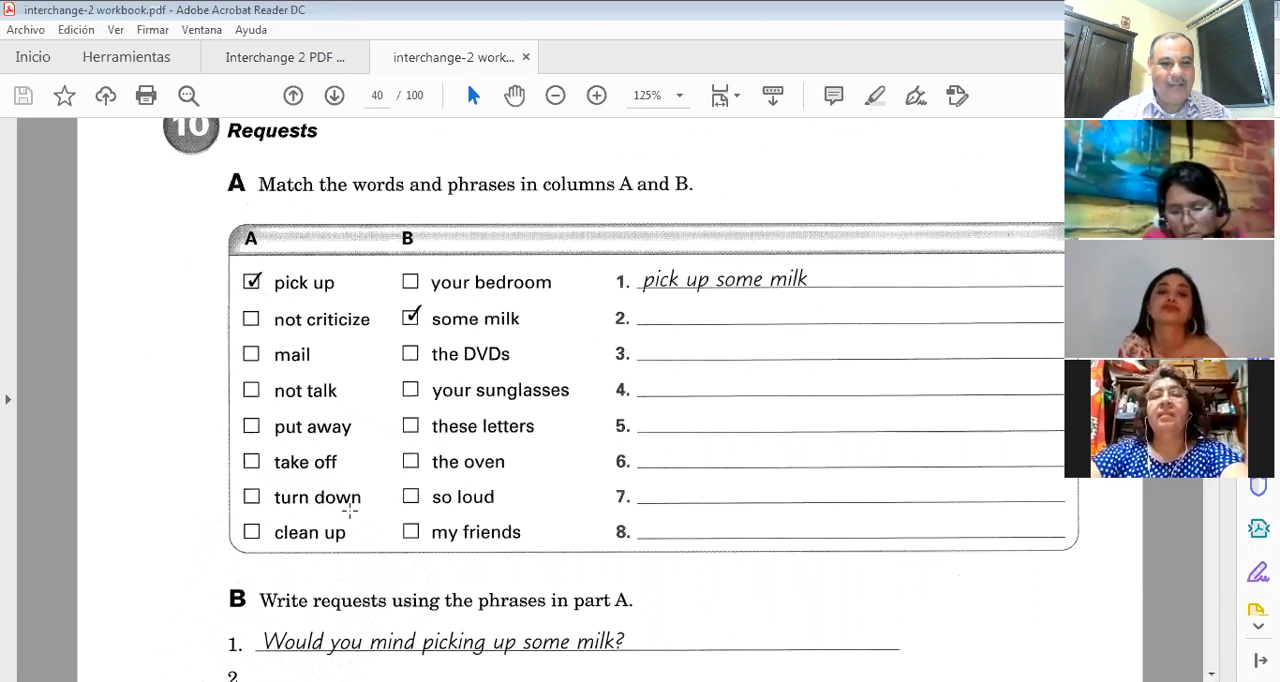 interchange-2 workbook.pdf - Adobe Acrobat Reader DC
Archivo Edición Ver Firmar Ventana Ayuda
Inicio Herramientas Interchange 2 PDF ... interchange-2 work... ×
40 / 100 125%
10 Requests
A Match the words and phrases in columns A and B.
A B
pick up your bedroom 1. pick up some milk
not criticize some milk 2.
mail the DVDs 3.
not talk your sunglasses 4.
put away these letters 5.
take off the oven 6.
turn down so loud 7.
clean up my friends 8.
B Write requests using the phrases in part A.
1. Would you mind picking up some milk?
2